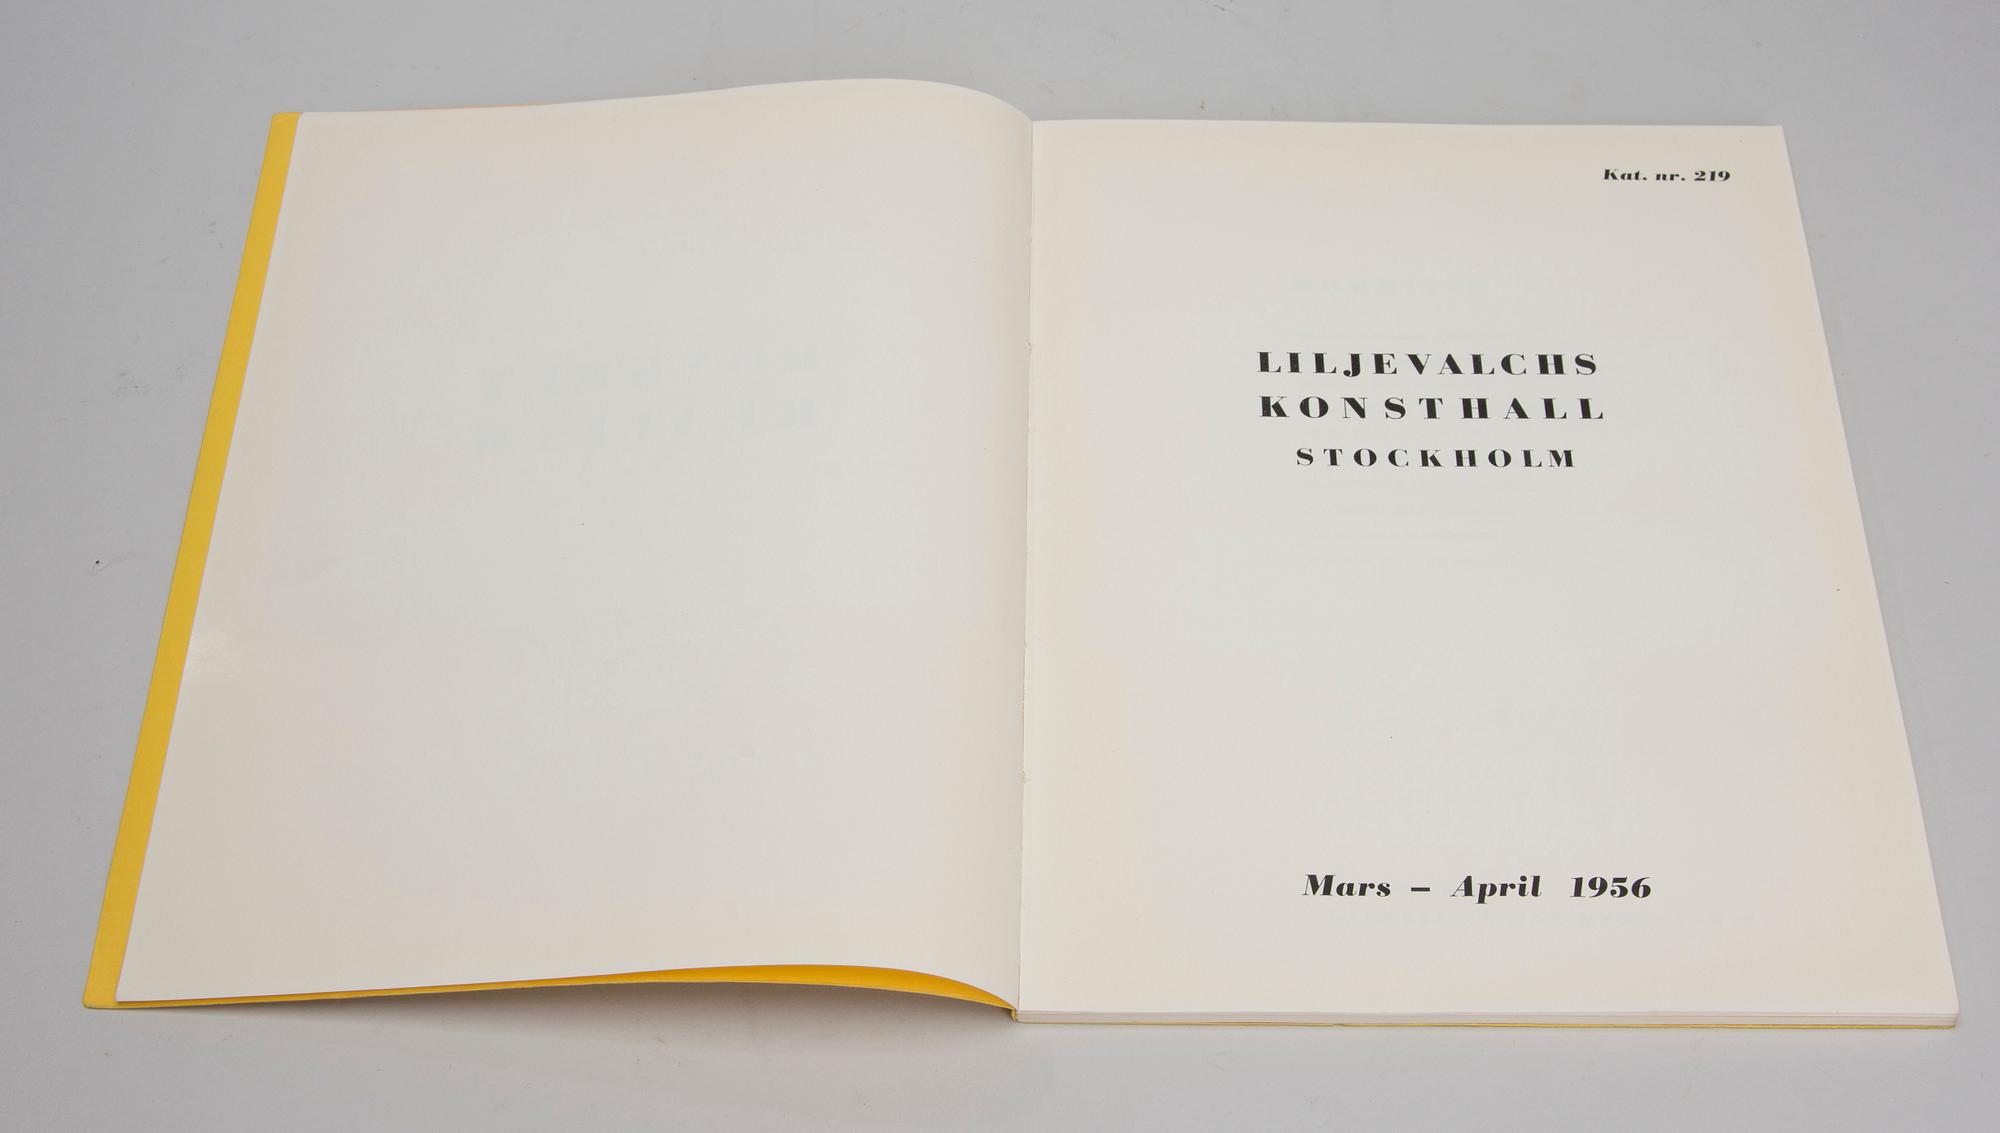 Kat. nr. 219
LILJEVALCHS
KONSTHALL
STOCKHOLM
Mars – April 1956